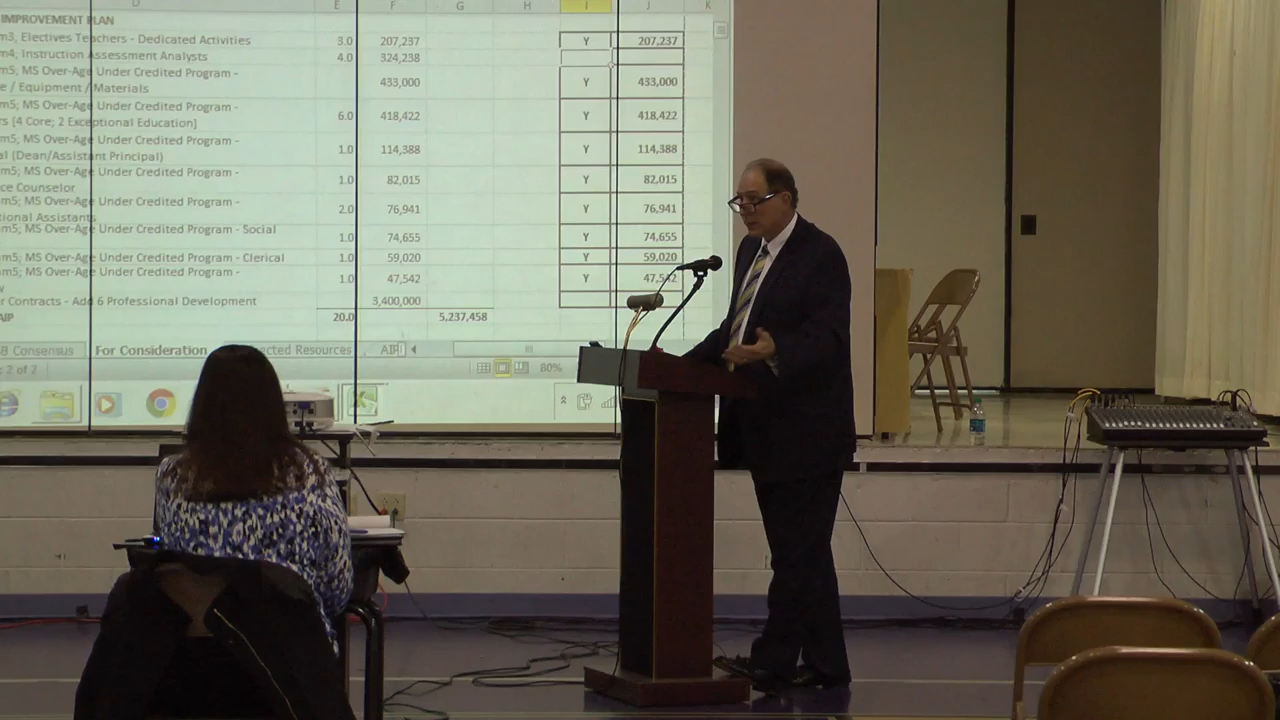 D E F G H I J K
IMPROVEMENT PLAN
m3; Electives Teachers - Dedicated Activities 3.0 207,237 Y 207,237
m4; Instruction Assessment Analysts 4.0 324,238
m5; MS Over-Age Under Credited Program -
e / Equipment / Materials 433,000 Y 433,000
m5; MS Over-Age Under Credited Program -
rs [4 Core; 2 Exceptional Education] 6.0 418,422 Y 418,422
m5; MS Over-Age Under Credited Program -
al (Dean/Assistant Principal) 1.0 114,388 Y 114,388
m5; MS Over-Age Under Credited Program -
ce Counselor 1.0 82,015 Y 82,015
m5; MS Over-Age Under Credited Program -
tional Assistants 2.0 76,941 Y 76,941
m5; MS Over-Age Under Credited Program - Social
1.0 74,655 Y 74,655
m5; MS Over-Age Under Credited Program - Clerical 1.0 59,020 Y 59,020
m5; MS Over-Age Under Credited Program -
1.0 47,542 Y 47,542
r Contracts - Add 6 Professional Development 3,400,000
AIP 20.0 5,237,458
B Consensus For Consideration ected Resources AIP
: 2 of 2 80%